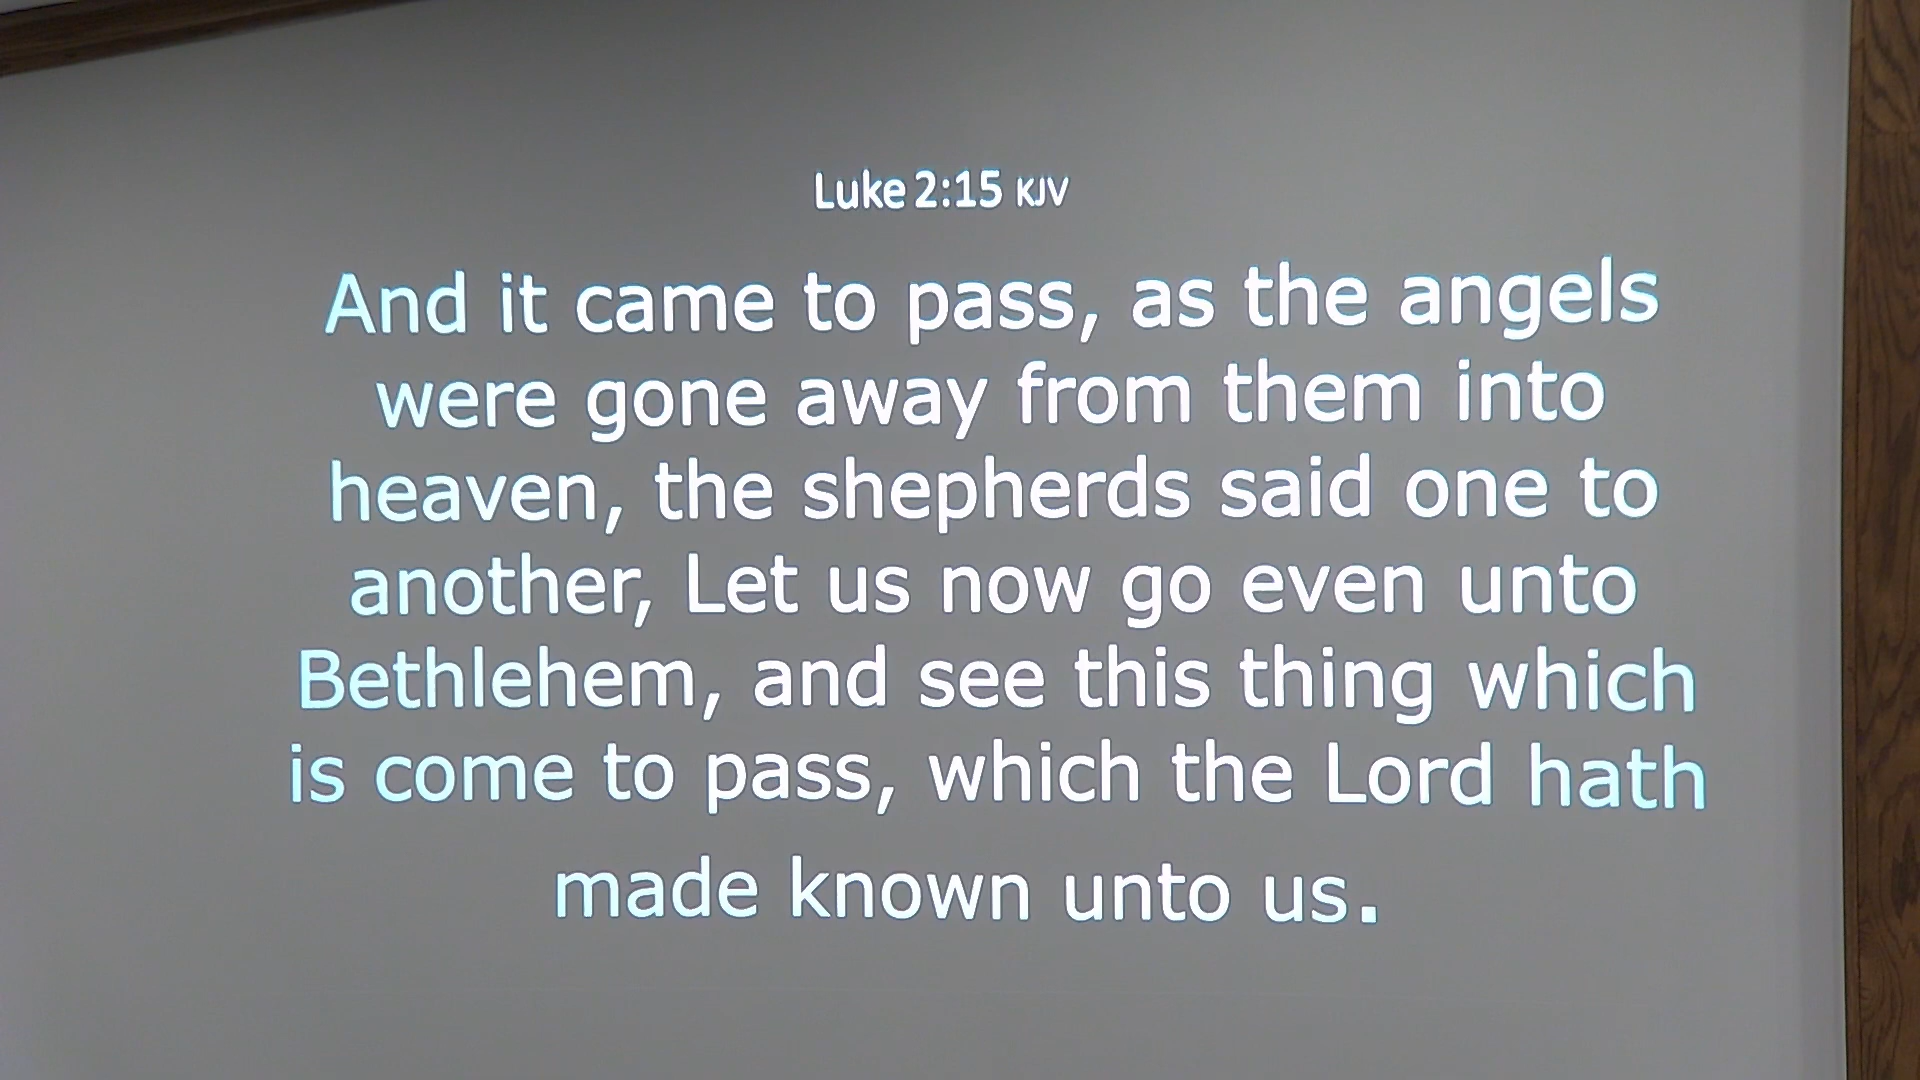 Luke 2:15 KJV
And it came to pass, as the angels
were gone away from them into
heaven, the shepherds said one to
another, Let us now go even unto
Bethlehem, and see this thing which
is come to pass, which the Lord hath
made known unto us.